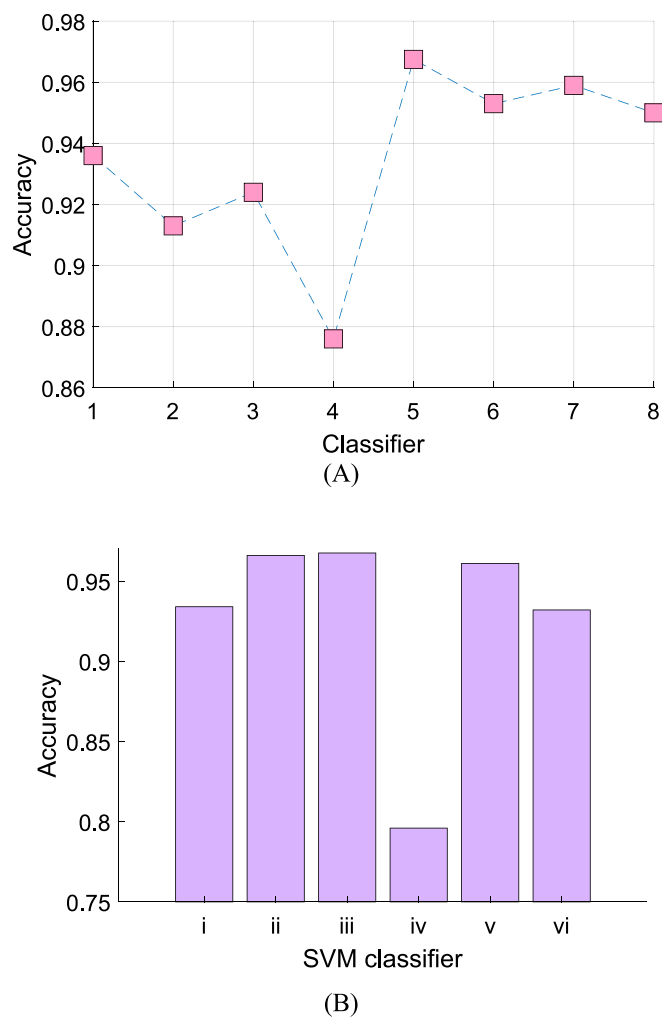 0.98
0.96
0.94
0.92
0.9
0.88
0.86
Accuracy
1 2 3 4 5 6 7 8
Classifier
(A)
0.95
0.9
0.85
0.8
0.75
Accuracy
i ii iii iv v vi
SVM classifier
(B)